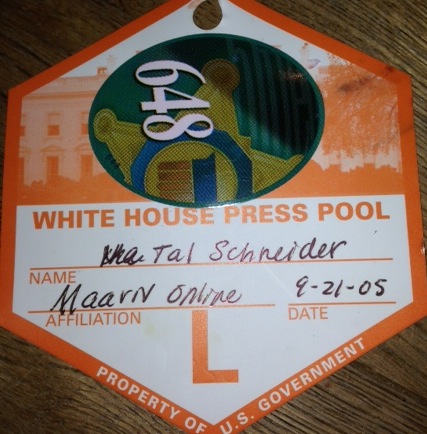 648
WHITE HOUSE PRESS POOL
Tal Schneider
NAME
Maariv Online 9-21-05
AFFILIATION DATE
L
PROPERTY OF U.S. GOVERNMENT